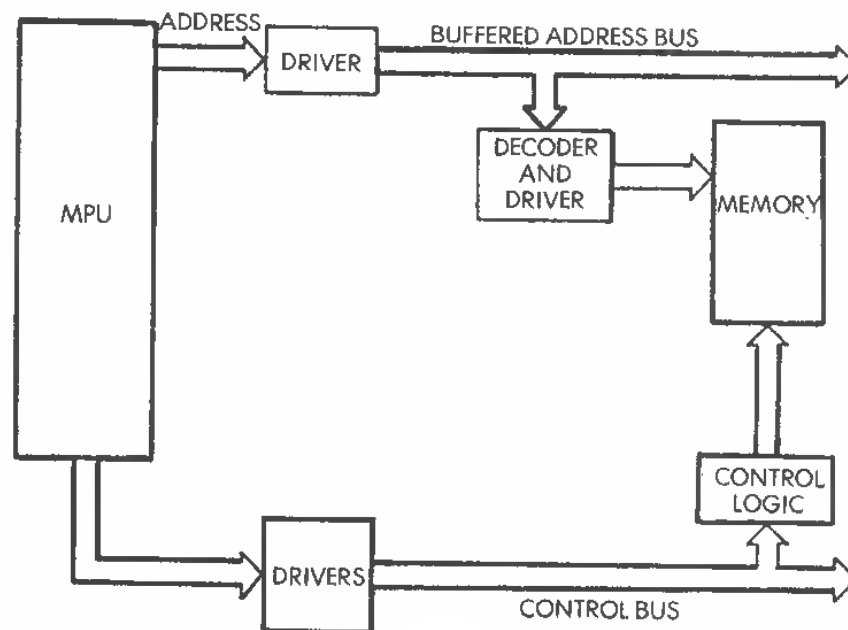 ADDRESS
DRIVER
BUFFERED ADDRESS BUS
DECODER
AND
DRIVER
MPU
MEMORY
CONTROL
LOGIC
DRIVERS
CONTROL BUS